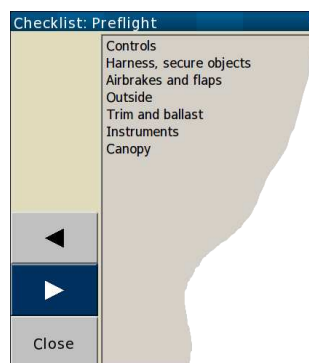 Checklist: Preflight
Controls
Harness, secure objects
Airbrakes and flaps
Outside
Trim and ballast
Instruments
Canopy
Close